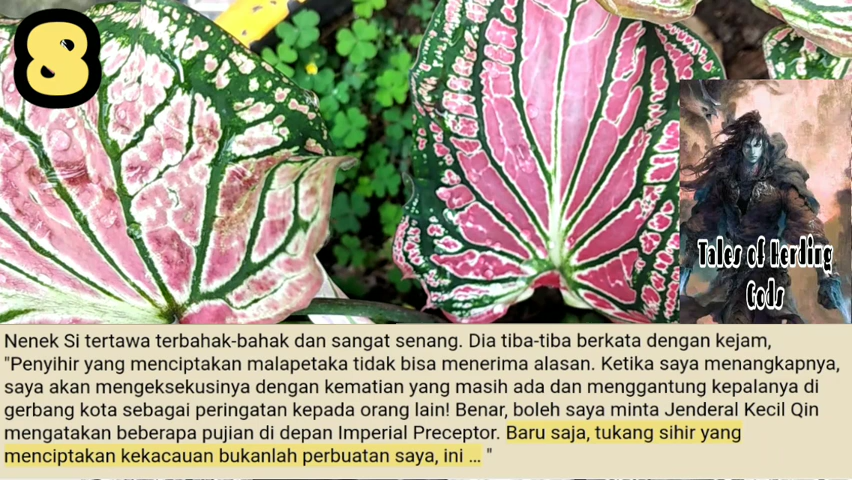 8
Tales of Herding
Gods
Nenek Si tertawa terbahak-bahak dan sangat senang. Dia tiba-tiba berkata dengan kejam,
"Penyihir yang menciptakan malapetaka tidak bisa menerima alasan. Ketika saya menangkapnya,
saya akan mengeksekusinya dengan kematian yang masih ada dan menggantung kepalanya di
gerbang kota sebagai peringatan kepada orang lain! Benar, boleh saya minta Jenderal Kecil Qin
mengatakan beberapa pujian di depan Imperial Preceptor. Baru saja, tukang sihir yang
menciptakan kekacauan bukanlah perbuatan saya, ini ... "